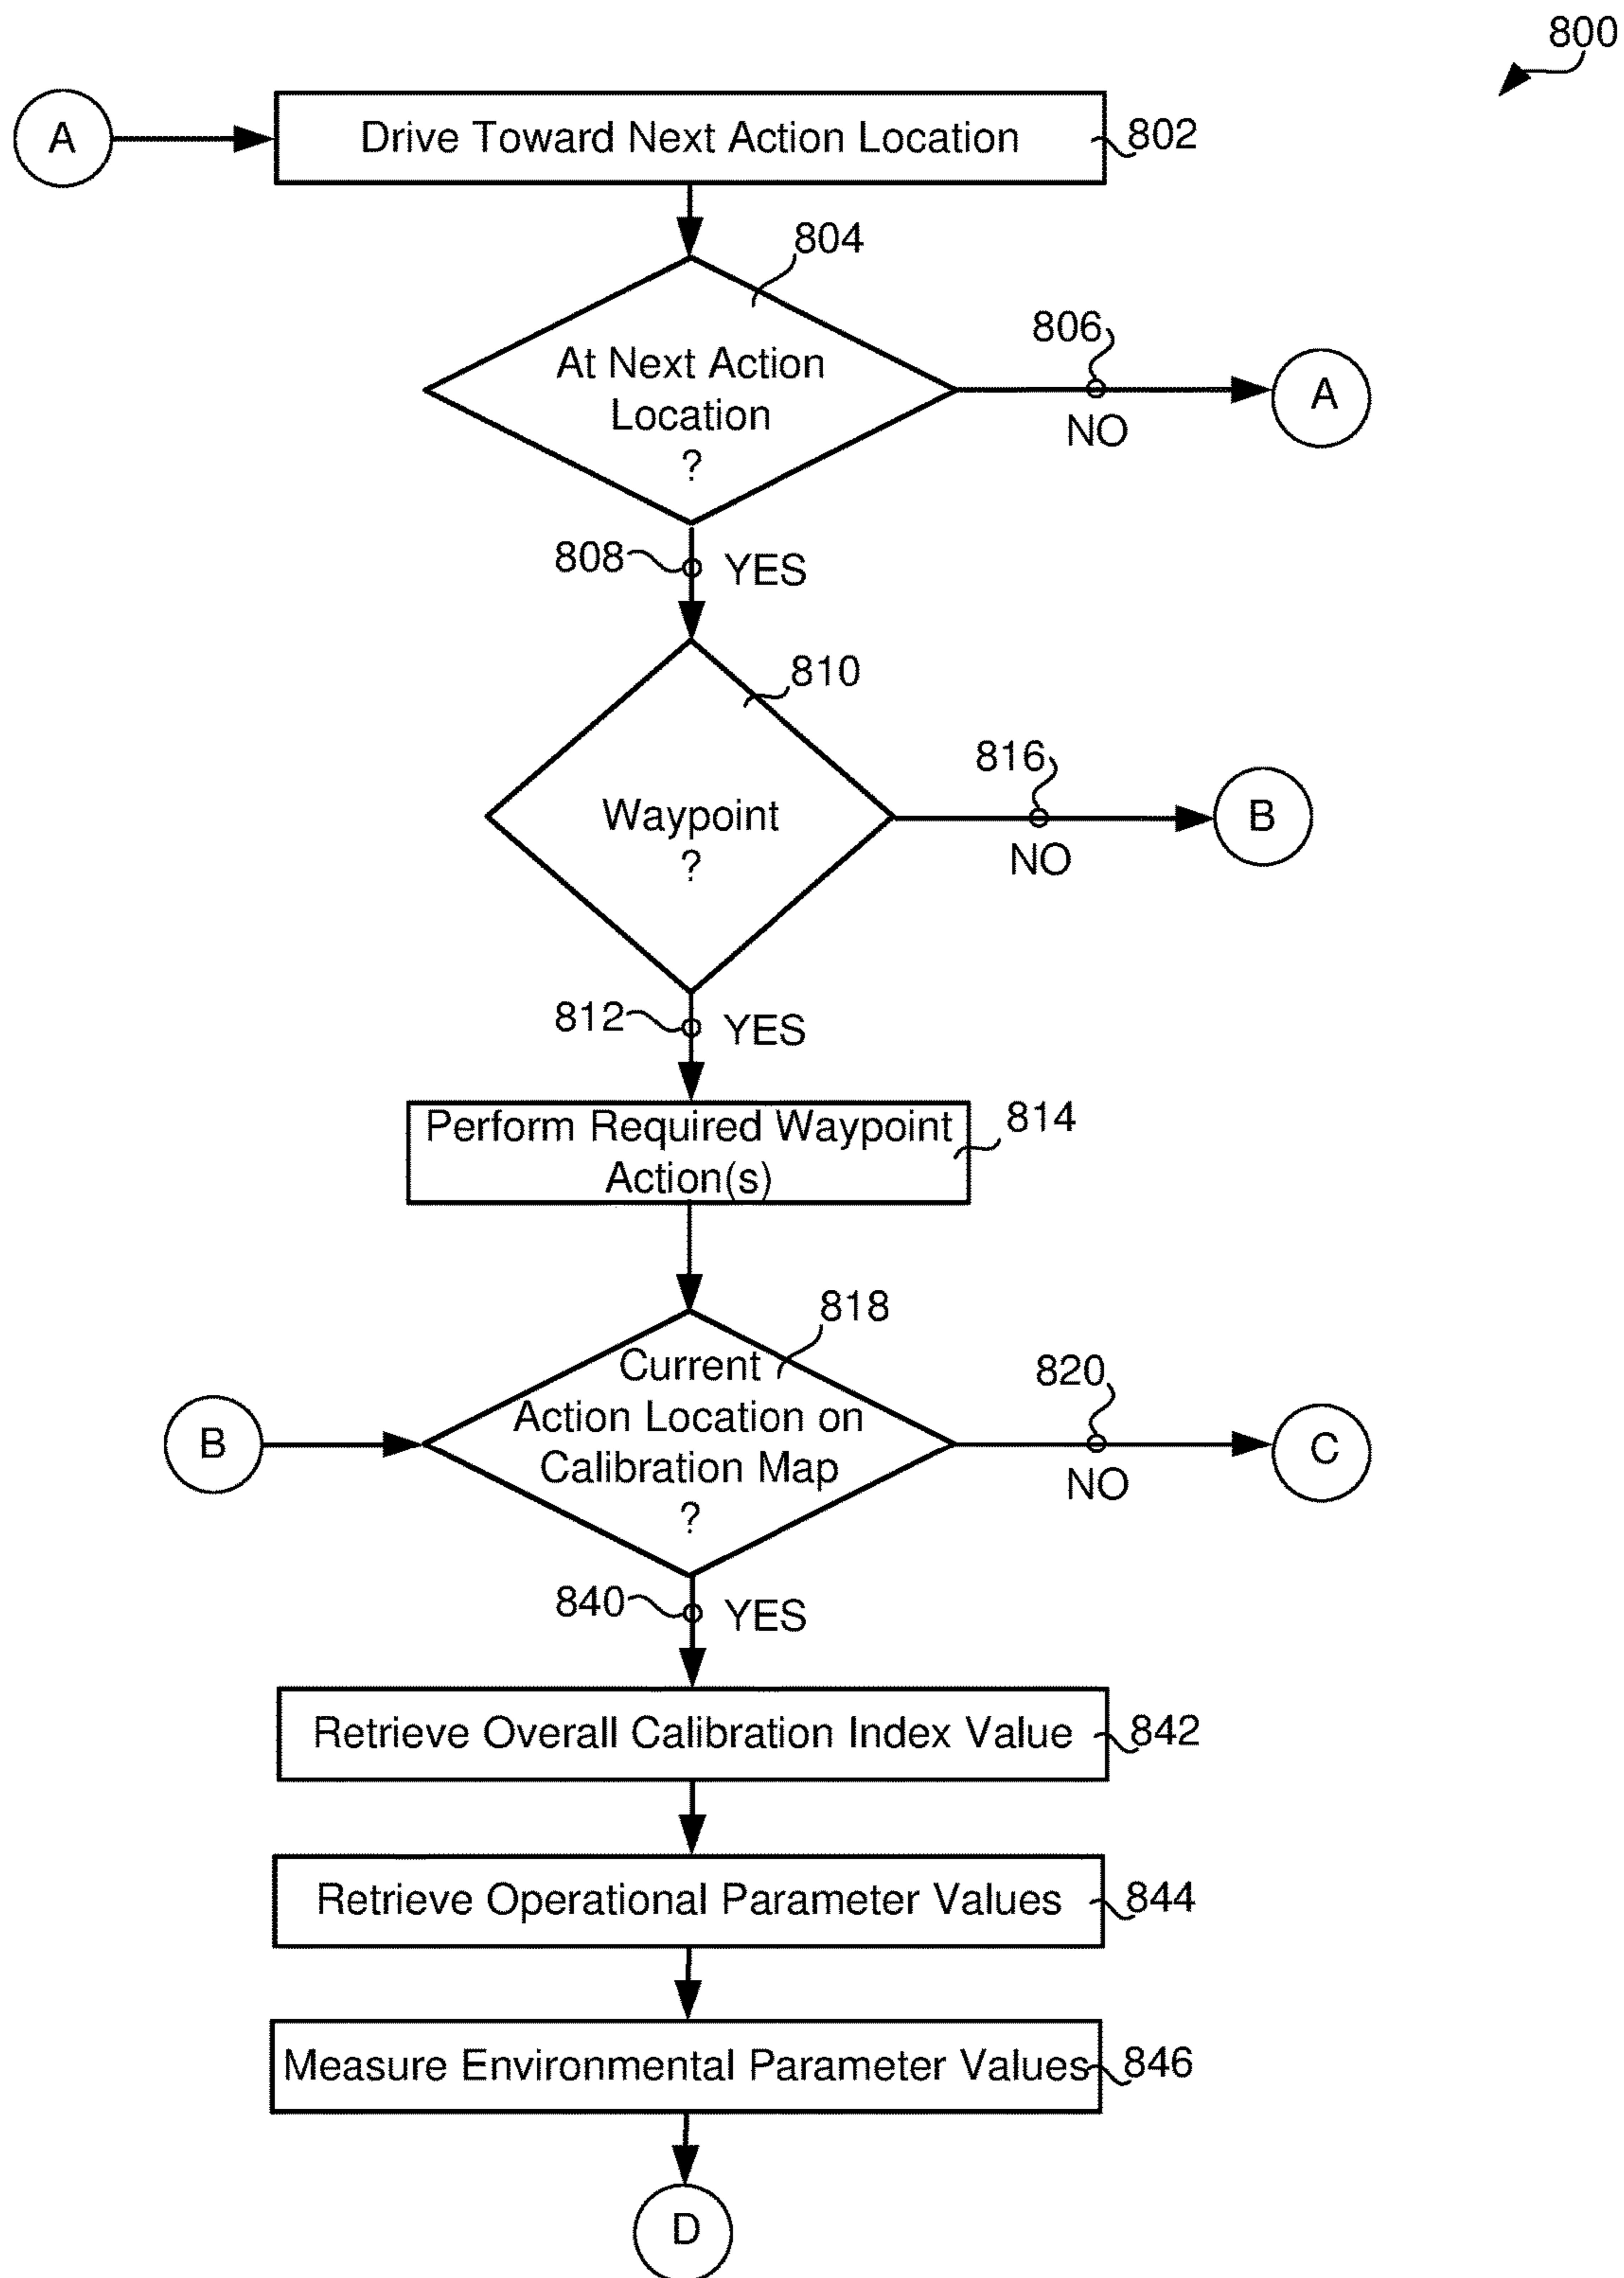 800
A
Drive Toward Next Action Location
802
804
At Next Action
Location
?
806
NO
A
808
YES
810
Waypoint
?
816
NO
B
812
YES
Perform Required Waypoint
Action(s)
814
818
Current
Action Location on
Calibration Map
?
B
820
NO
C
840
YES
Retrieve Overall Calibration Index Value
842
Retrieve Operational Parameter Values
844
Measure Environmental Parameter Values
846
D